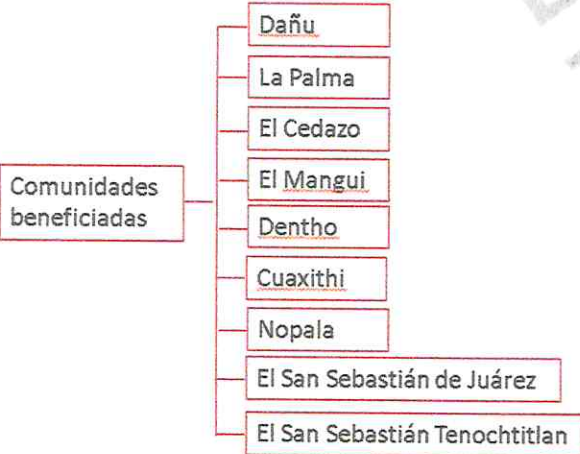 Dañu
La Palma
El Cedazo
El Mangui
Comunidades
beneficiadas
Dentho
Cuaxithi
Nopala
El San Sebastián de Juárez
El San Sebastián Tenochtitlan